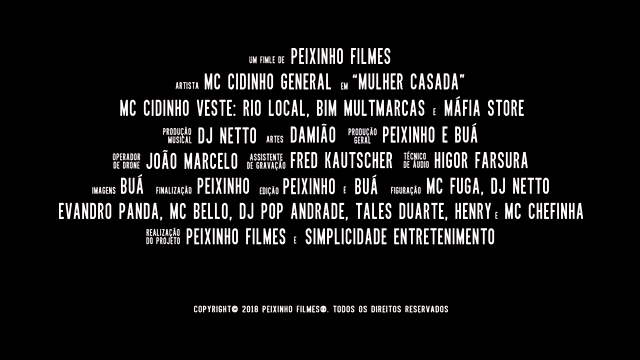 UM FIMLE DE PEIXINHO FILMES
ARTISTA MC CIDINHO GENERAL EM “MULHER CASADA”
MC CIDINHO VESTE: RIO LOCAL, BIM MULTMARCAS E MÁFIA STORE
PRODUÇÃO MUSICAL DJ NETTO ARTES DAMIÃO PRODUÇÃO GERAL PEIXINHO E BUÁ
OPERADOR DE DRONE JOÃO MARCELO ASSISTENTE DE GRAVAÇÃO FRED KAUTSCHER TÉCNICO DE ÁUDIO HIGOR FARSURA
IMAGENS BUÁ FINALIZAÇÃO PEIXINHO EDIÇÃO PEIXINHO E BUÁ FIGURAÇÃO MC FUGA, DJ NETTO
EVANDRO PANDA, MC BELLO, DJ POP ANDRADE, TALES DUARTE, HENRY E MC CHEFINHA
REALIZAÇÃO DO PROJETO PEIXINHO FILMES E SIMPLICIDADE ENTRETENIMENTO
COPYRIGHT© 2018 PEIXINHO FILMES®. TODOS OS DIREITOS RESERVADOS